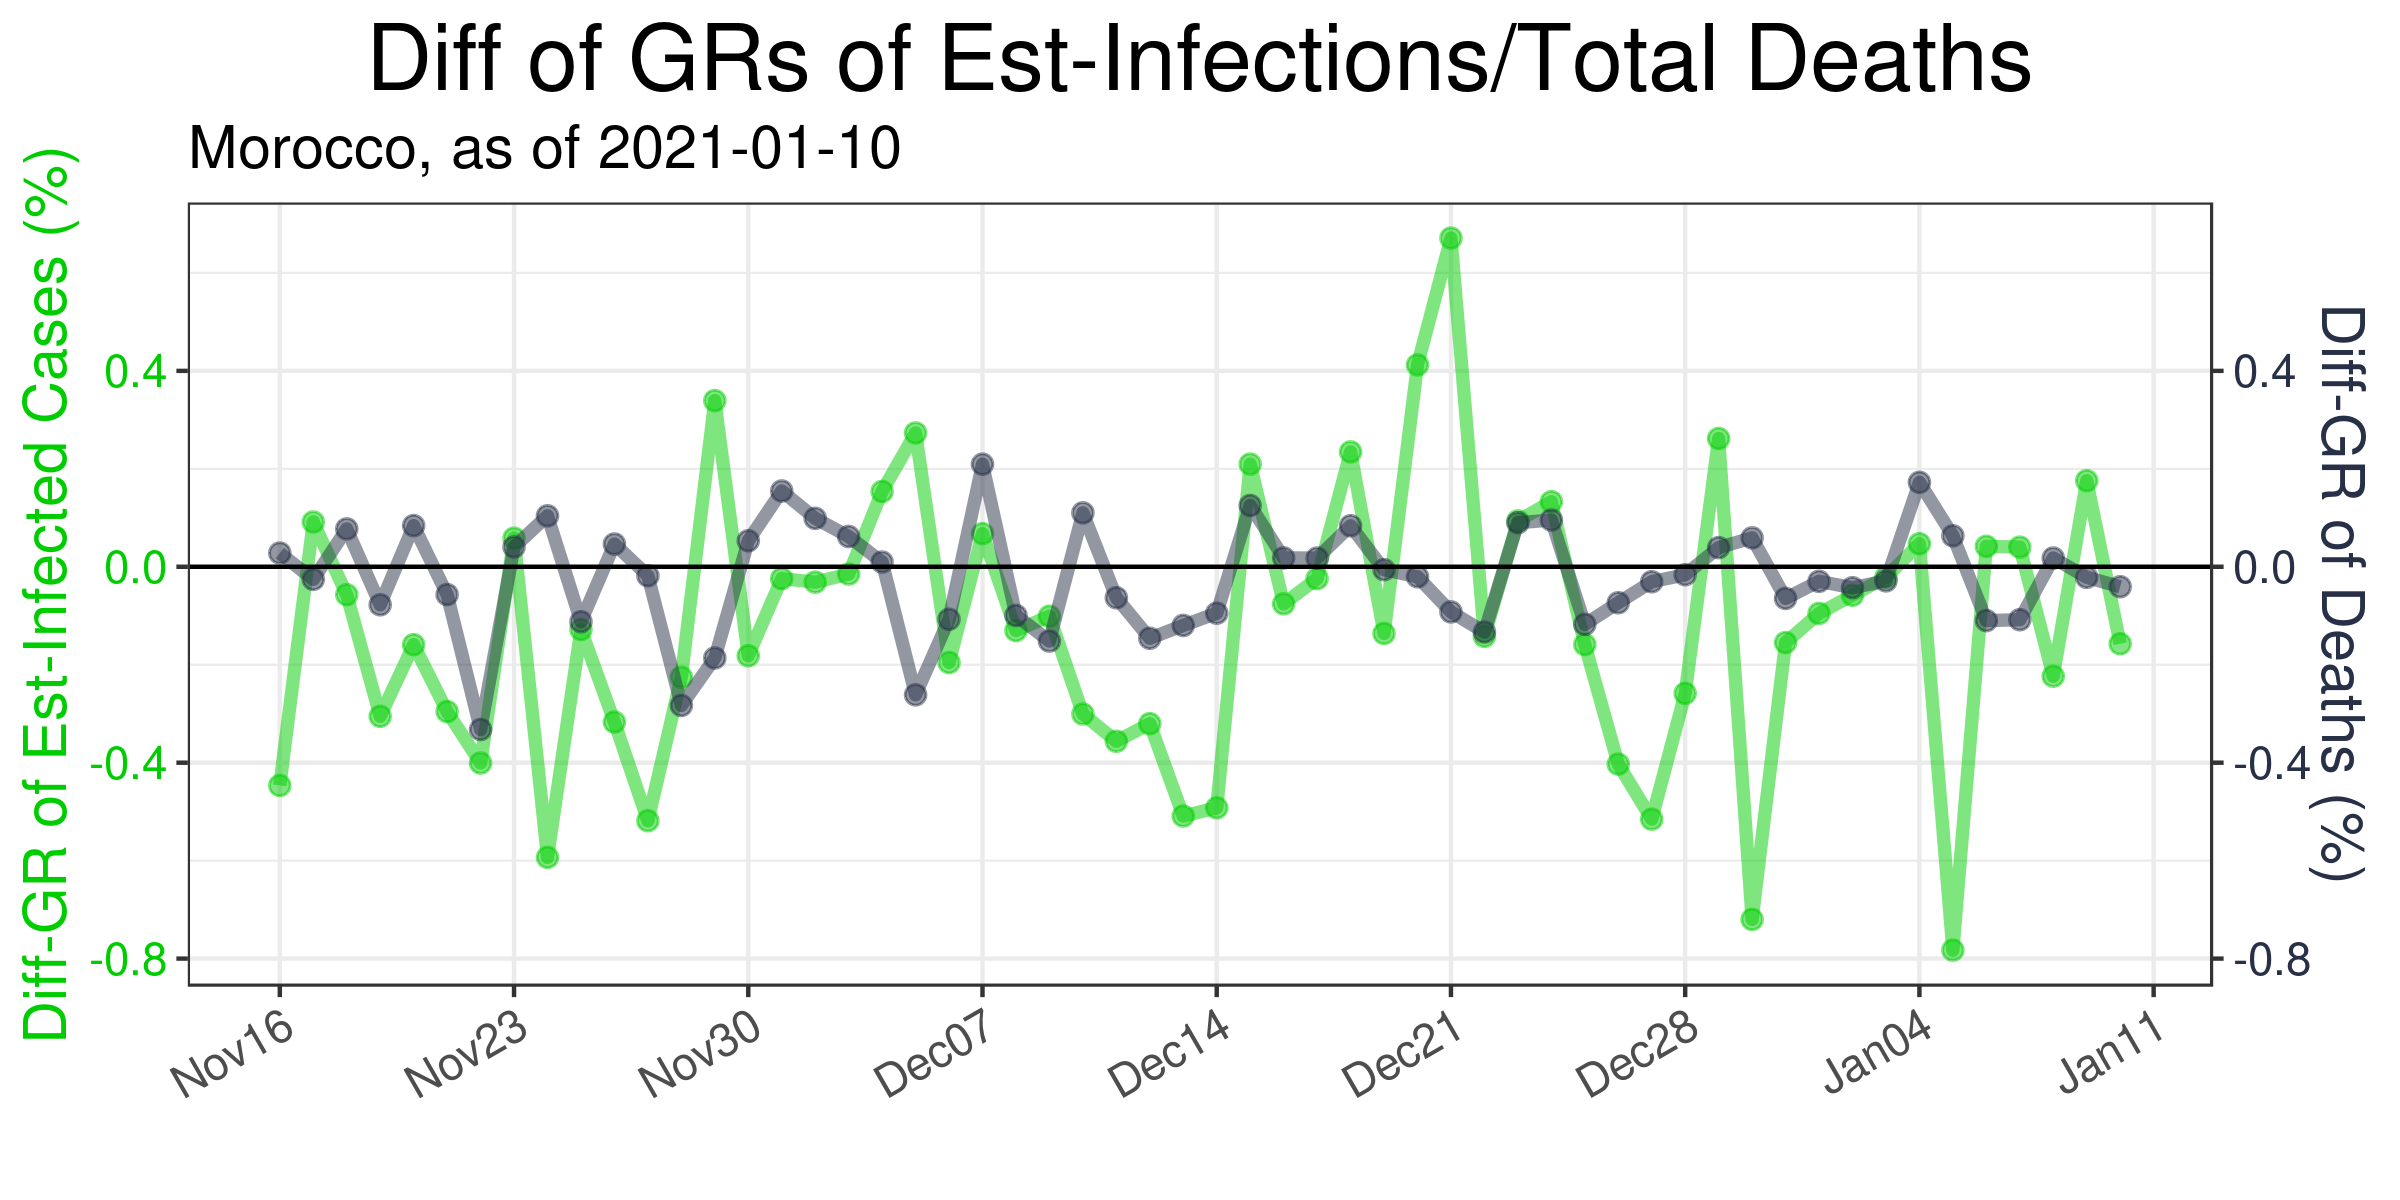 Diff of GRs of Est-Infections/Total Deaths
Morocco, as of 2021-01-10
Diff-GR of Est-Infected Cases (%)
0.4
0.0
-0.4
-0.8
0.4
0.0
-0.4
-0.8
Diff-GR of Deaths (%)
Nov16
Nov23
Nov30
Dec07
Dec14
Dec21
Dec28
Jan04
Jan11